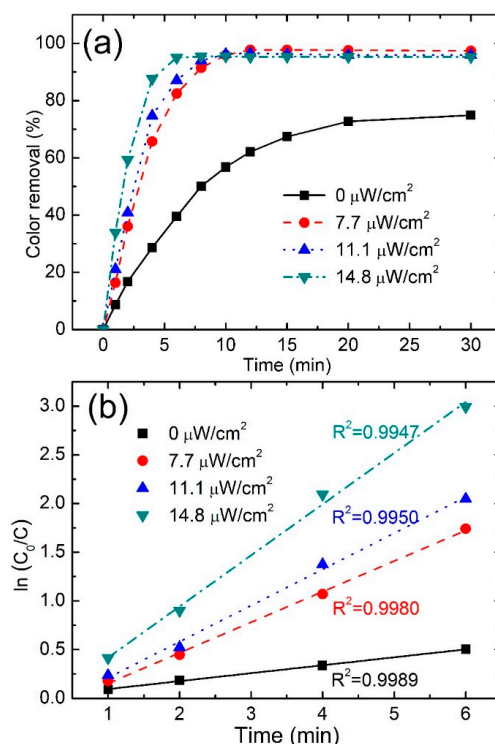 (a)
100
80
60
40
20
0
Color removal (%)
0 μW/cm²
7.7 μW/cm²
11.1 μW/cm²
14.8 μW/cm²
0 5 10 15 20 25 30
Time (min)
(b)
3.0
2.5
2.0
1.5
1.0
0.5
0.0
ln (C₀/C)
0 μW/cm²
7.7 μW/cm²
11.1 μW/cm²
14.8 μW/cm²
R²=0.9947
R²=0.9950
R²=0.9980
R²=0.9989
1 2 3 4 5 6
Time (min)